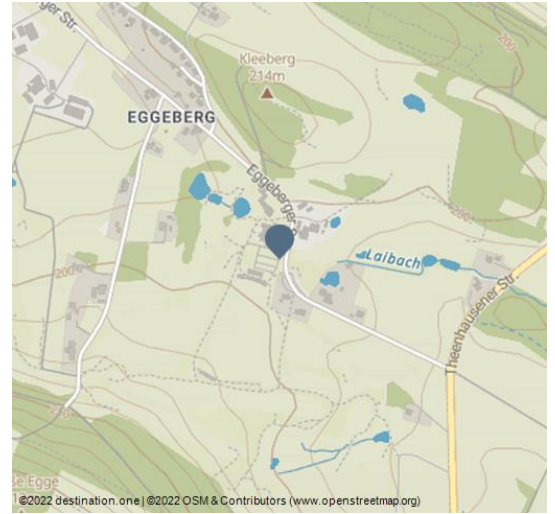 ger Str.
200
Kleeberg
214m
EGGEBERG
Eggeberger S
200
200
Laibach
Theenhausener Str.
ße Egge
©2022 destination.one | ©2022 OSM & Contributors (www.openstreetmap.org)